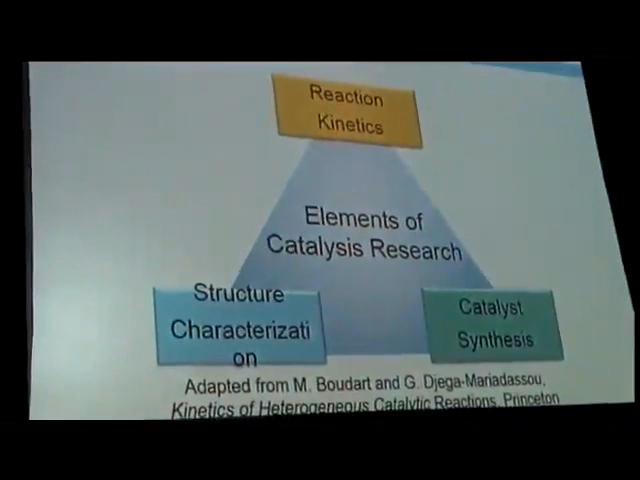 Reaction
Kinetics
Elements of
Catalysis Research
Structure
Characterizati
on
Catalyst
Synthesis
Adapted from M. Boudart and G. Djega-Mariadassou,
Kinetics of Heterogeneous Catalytic Reactions, Princeton